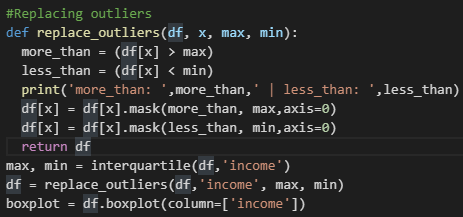 #Replacing outliers
def replace_outliers(df, x, max, min):
  more_than = (df[x] > max)
  less_than = (df[x] < min)
  print('more_than: ',more_than,' | less_than: ',less_than)
  df[x] = df[x].mask(more_than, max,axis=0)
  df[x] = df[x].mask(less_than, min,axis=0)
  return df
max, min = interquartile(df,'income')
df = replace_outliers(df,'income', max, min)
boxplot = df.boxplot(column=['income'])